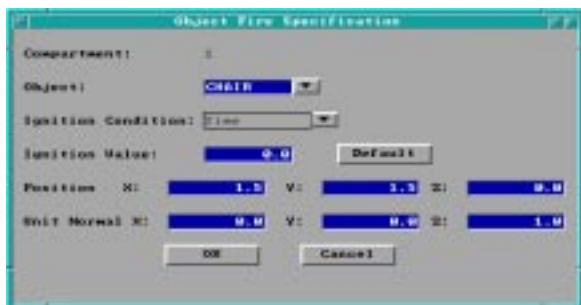 Object Fire Specification
Compartment: 1
Object: CHAIR
Ignition Condition: Time
Ignition Value: 0.0 Default
Position X: 1.5 Y: 1.5 Z: 0.0
Unit Normal X: 0.0 Y: 0.0 Z: 1.0
OK Cancel